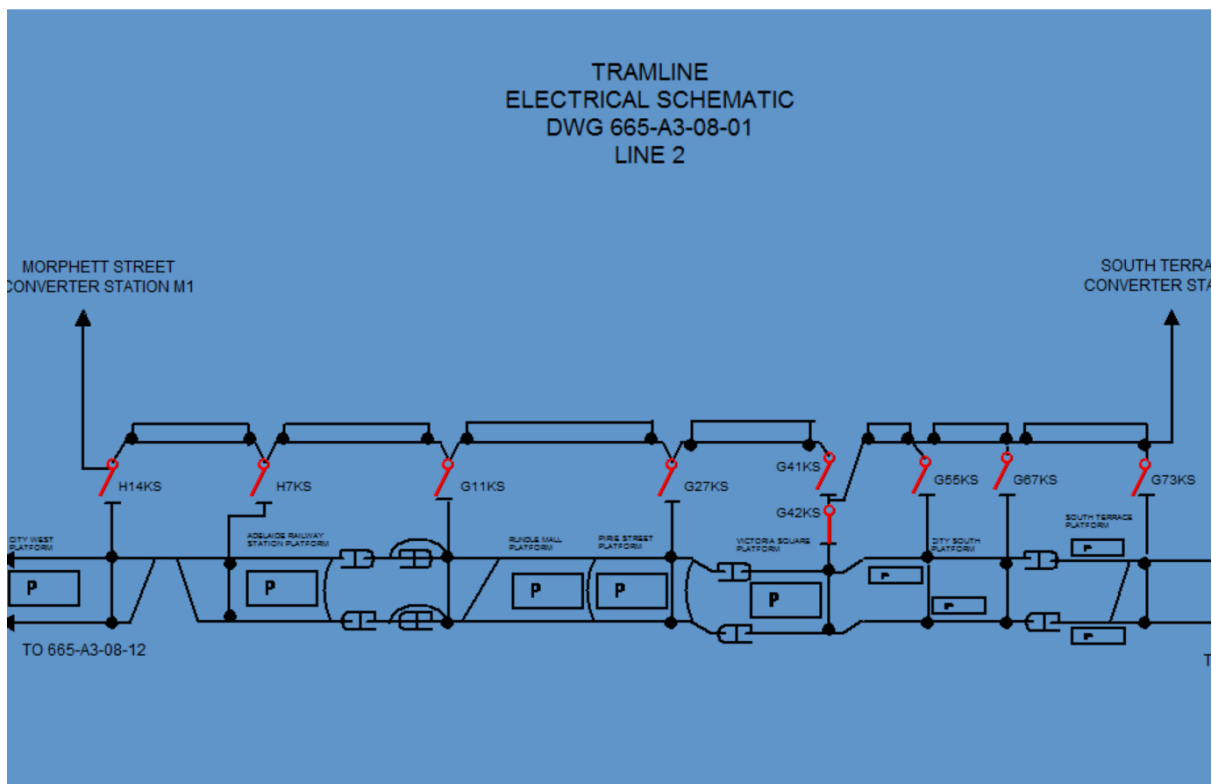 TRAMLINE
ELECTRICAL SCHEMATIC
DWG 665-A3-08-01
LINE 2
MORPHETT STREET
CONVERTER STATION M1
SOUTH TERRA
CONVERTER STA
H14KS
H7KS
G11KS
G27KS
G41KS
G42KS
G55KS
G67KS
G73KS
CITY WEST
PLATFORM
ADELAIDE RAILWAY
STATION PLATFORM
RUNDLE MALL
PLATFORM
PIRIE STREET
PLATFORM
VICTORIA SQUARE
PLATFORM
CITY SOUTH
PLATFORM
SOUTH TERRACE
PLATFORM
P
P
P
P
P
P
P
P
P
TO 665-A3-08-12
T